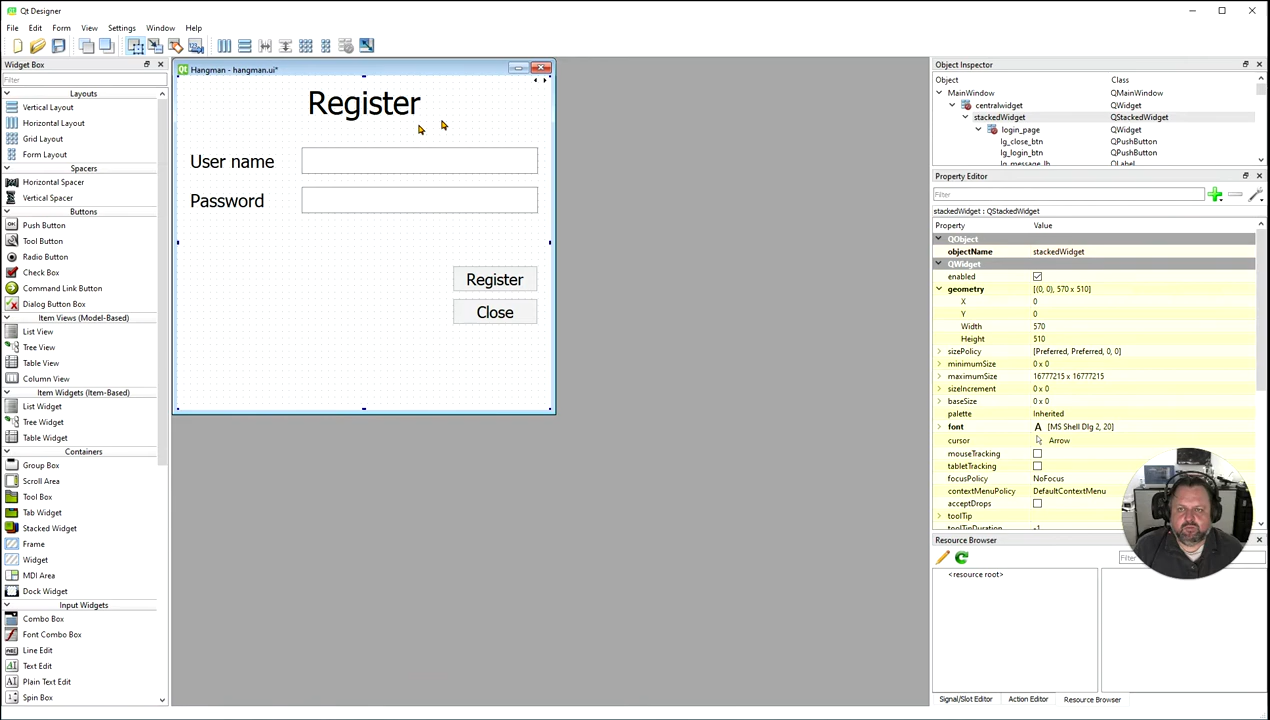 Qt Designer
File Edit Form View Settings Window Help
Widget Box
Filter
Layouts
Vertical Layout
Horizontal Layout
Grid Layout
Form Layout
Spacers
Horizontal Spacer
Vertical Spacer
Buttons
Push Button
Tool Button
Radio Button
Check Box
Command Link Button
Dialog Button Box
Item Views (Model-Based)
List View
Tree View
Table View
Column View
Item Widgets (Item-Based)
List Widget
Tree Widget
Table Widget
Containers
Group Box
Scroll Area
Tool Box
Tab Widget
Stacked Widget
Frame
Widget
MDI Area
Dock Widget
Input Widgets
Combo Box
Font Combo Box
Line Edit
Text Edit
Plain Text Edit
Spin Box
Hangman - hangman.ui*
Register
User name
Password
Register
Close
Object Inspector
Object Class
MainWindow QMainWindow
centralwidget QWidget
stackedWidget QStackedWidget
login_page QWidget
lg_close_btn QPushButton
lg_login_btn QPushButton
lg_message_lb QLabel
Property Editor
Filter
stackedWidget : QStackedWidget
Property Value
QObject
objectName stackedWidget
QWidget
enabled
geometry [(0, 0), 570 x 510]
X 0
Y 0
Width 570
Height 510
sizePolicy [Preferred, Preferred, 0, 0]
minimumSize 0 x 0
maximumSize 16777215 x 16777215
sizeIncrement 0 x 0
baseSize 0 x 0
palette Inherited
font A [MS Shell Dlg 2, 20]
cursor Arrow
mouseTracking
tabletTracking
focusPolicy NoFocus
contextMenuPolicy DefaultContextMenu
acceptDrops
toolTip
toolTipDuration -1
Resource Browser
Filter
<resource root>
Signal/Slot Editor Action Editor Resource Browser